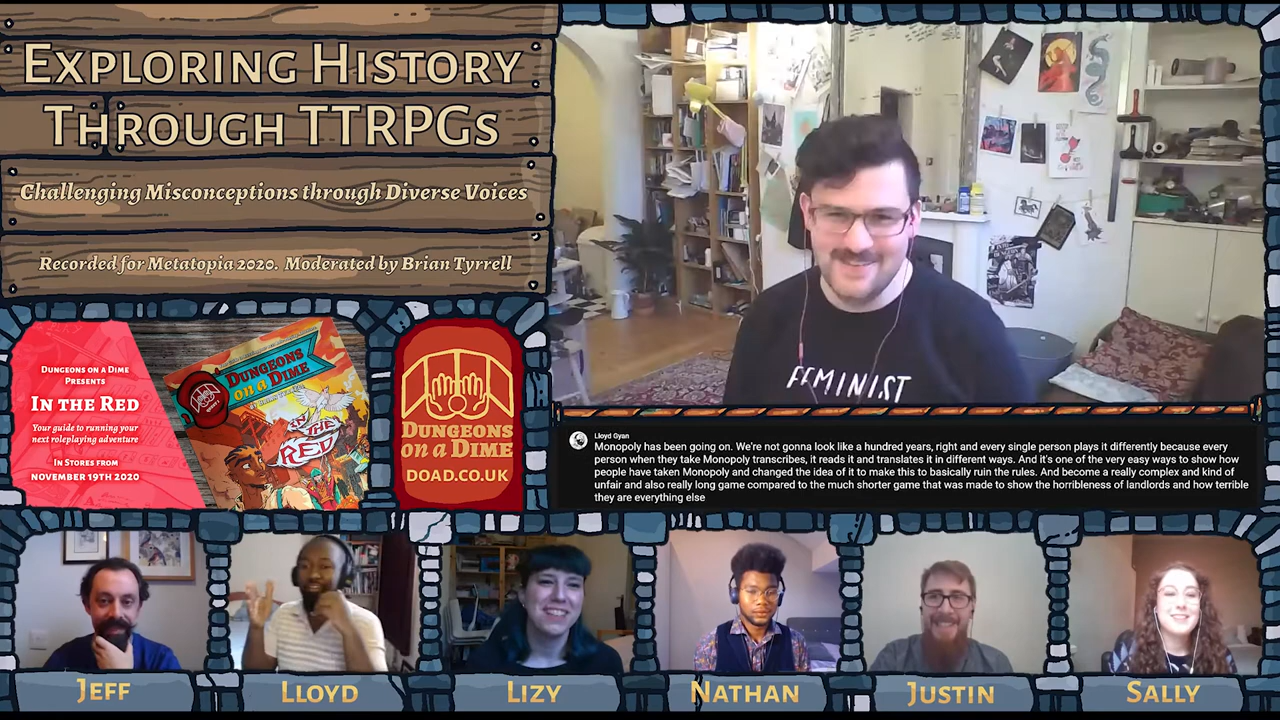 Exploring History
Through TTRPGs
Challenging Misconceptions through Diverse Voices
Recorded for Metatopia 2020. Moderated by Brian Tyrrell
Dungeons on a Dime
Presents
In the Red
Your guide to running your
next roleplaying adventure
In Stores from
November 19th 2020
Dungeons
on a Dime
In
the
Red
Dungeons
on a Dime
doad.co.uk
FEMINIST
Lloyd Gyan
Monopoly has been going on. We're not gonna look like a hundred years, right and every single person plays it differently because every
person when they take Monopoly transcribes, it reads it and translates it in different ways. And it's one of the very easy ways to show how
people have taken Monopoly and changed the idea of it to make this to basically ruin the rules. And become a really complex and kind of
unfair and also really long game compared to the much shorter game that was made to show the horribleness of landlords and how terrible
they are everything else
Jeff
Lloyd
Lizy
Nathan
Justin
Sally